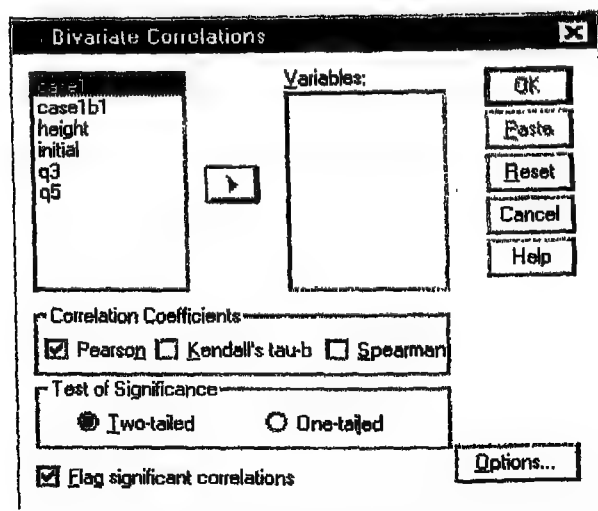 Bivariate Correlations
case1b1
height
initial
q3
q5
Variables:
OK
Paste
Reset
Cancel
Help
Correlation Coefficients
Pearson
Kendall's tau-b
Spearman
Test of Significance
Two-tailed
One-tailed
Flag significant correlations
Options...